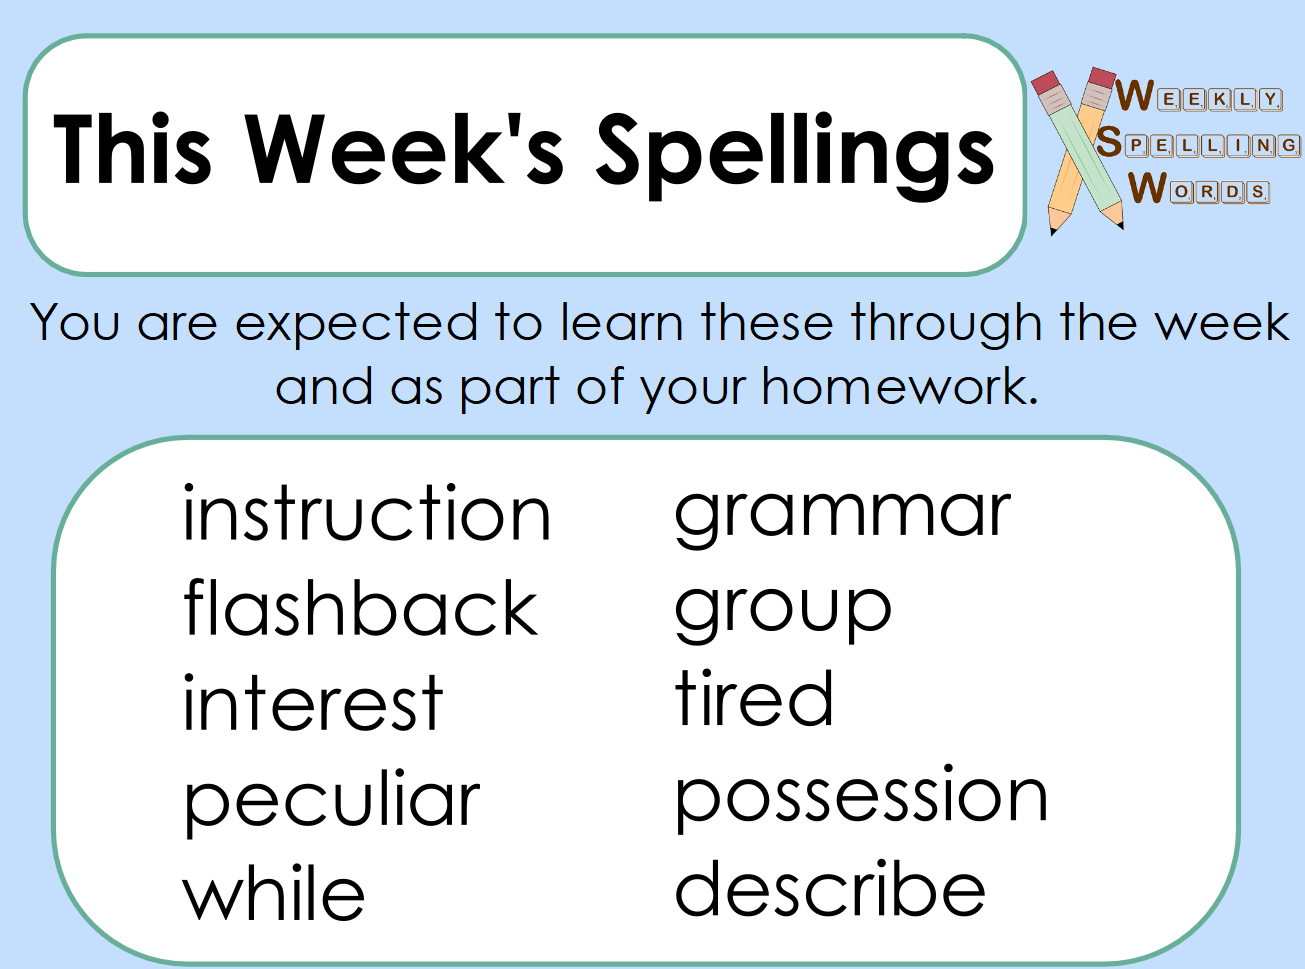 This Week's Spellings
WEEKLY
SPELLING
WORDS
You are expected to learn these through the week
and as part of your homework.
instruction
flashback
interest
peculiar
while
grammar
group
tired
possession
describe